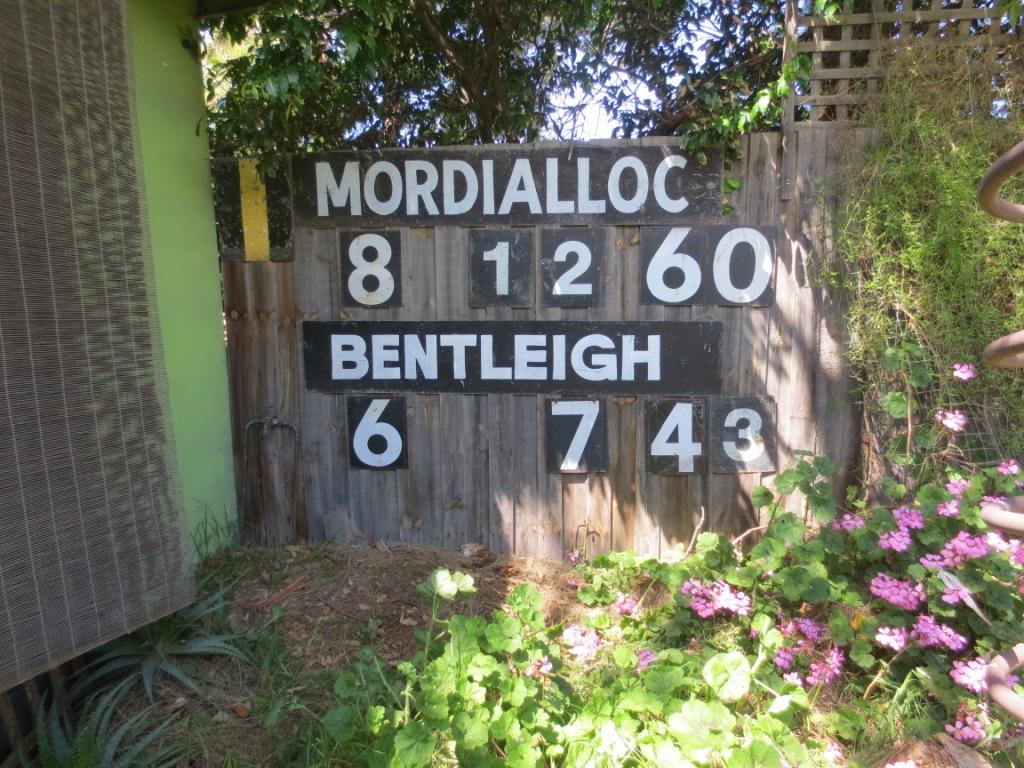 MORDIALLOC
8 12 60
BENTLEIGH
6 7 43